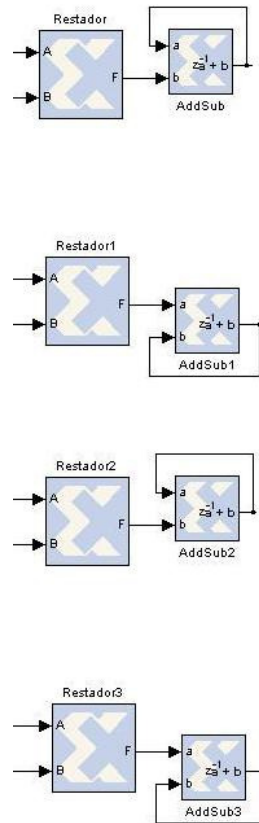 Restador
A
B
F
a
b
z⁻¹
a + b
AddSub
Restador1
A
B
F
a
b
z⁻¹
a + b
AddSub1
Restador2
A
B
F
a
b
z⁻¹
a + b
AddSub2
Restador3
A
B
F
a
b
z⁻¹
a + b
AddSub3